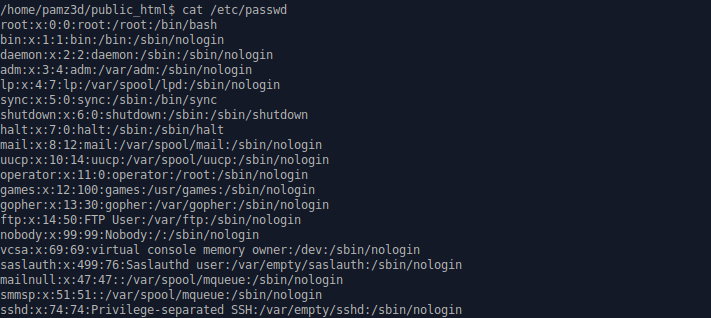 /home/pamz3d/public_html$ cat /etc/passwd
root:x:0:0:root:/root:/bin/bash
bin:x:1:1:bin:/bin:/sbin/nologin
daemon:x:2:2:daemon:/sbin:/sbin/nologin
adm:x:3:4:adm:/var/adm:/sbin/nologin
lp:x:4:7:lp:/var/spool/lpd:/sbin/nologin
sync:x:5:0:sync:/sbin:/bin/sync
shutdown:x:6:0:shutdown:/sbin:/sbin/shutdown
halt:x:7:0:halt:/sbin:/sbin/halt
mail:x:8:12:mail:/var/spool/mail:/sbin/nologin
uucp:x:10:14:uucp:/var/spool/uucp:/sbin/nologin
operator:x:11:0:operator:/root:/sbin/nologin
games:x:12:100:games:/usr/games:/sbin/nologin
gopher:x:13:30:gopher:/var/gopher:/sbin/nologin
ftp:x:14:50:FTP User:/var/ftp:/sbin/nologin
nobody:x:99:99:Nobody:/:/sbin/nologin
vcsa:x:69:69:virtual console memory owner:/dev:/sbin/nologin
saslauth:x:499:76:Saslauthd user:/var/empty/saslauth:/sbin/nologin
mailnull:x:47:47::/var/spool/mqueue:/sbin/nologin
smmsp:x:51:51::/var/spool/mqueue:/sbin/nologin
sshd:x:74:74:Privilege-separated SSH:/var/empty/sshd:/sbin/nologin